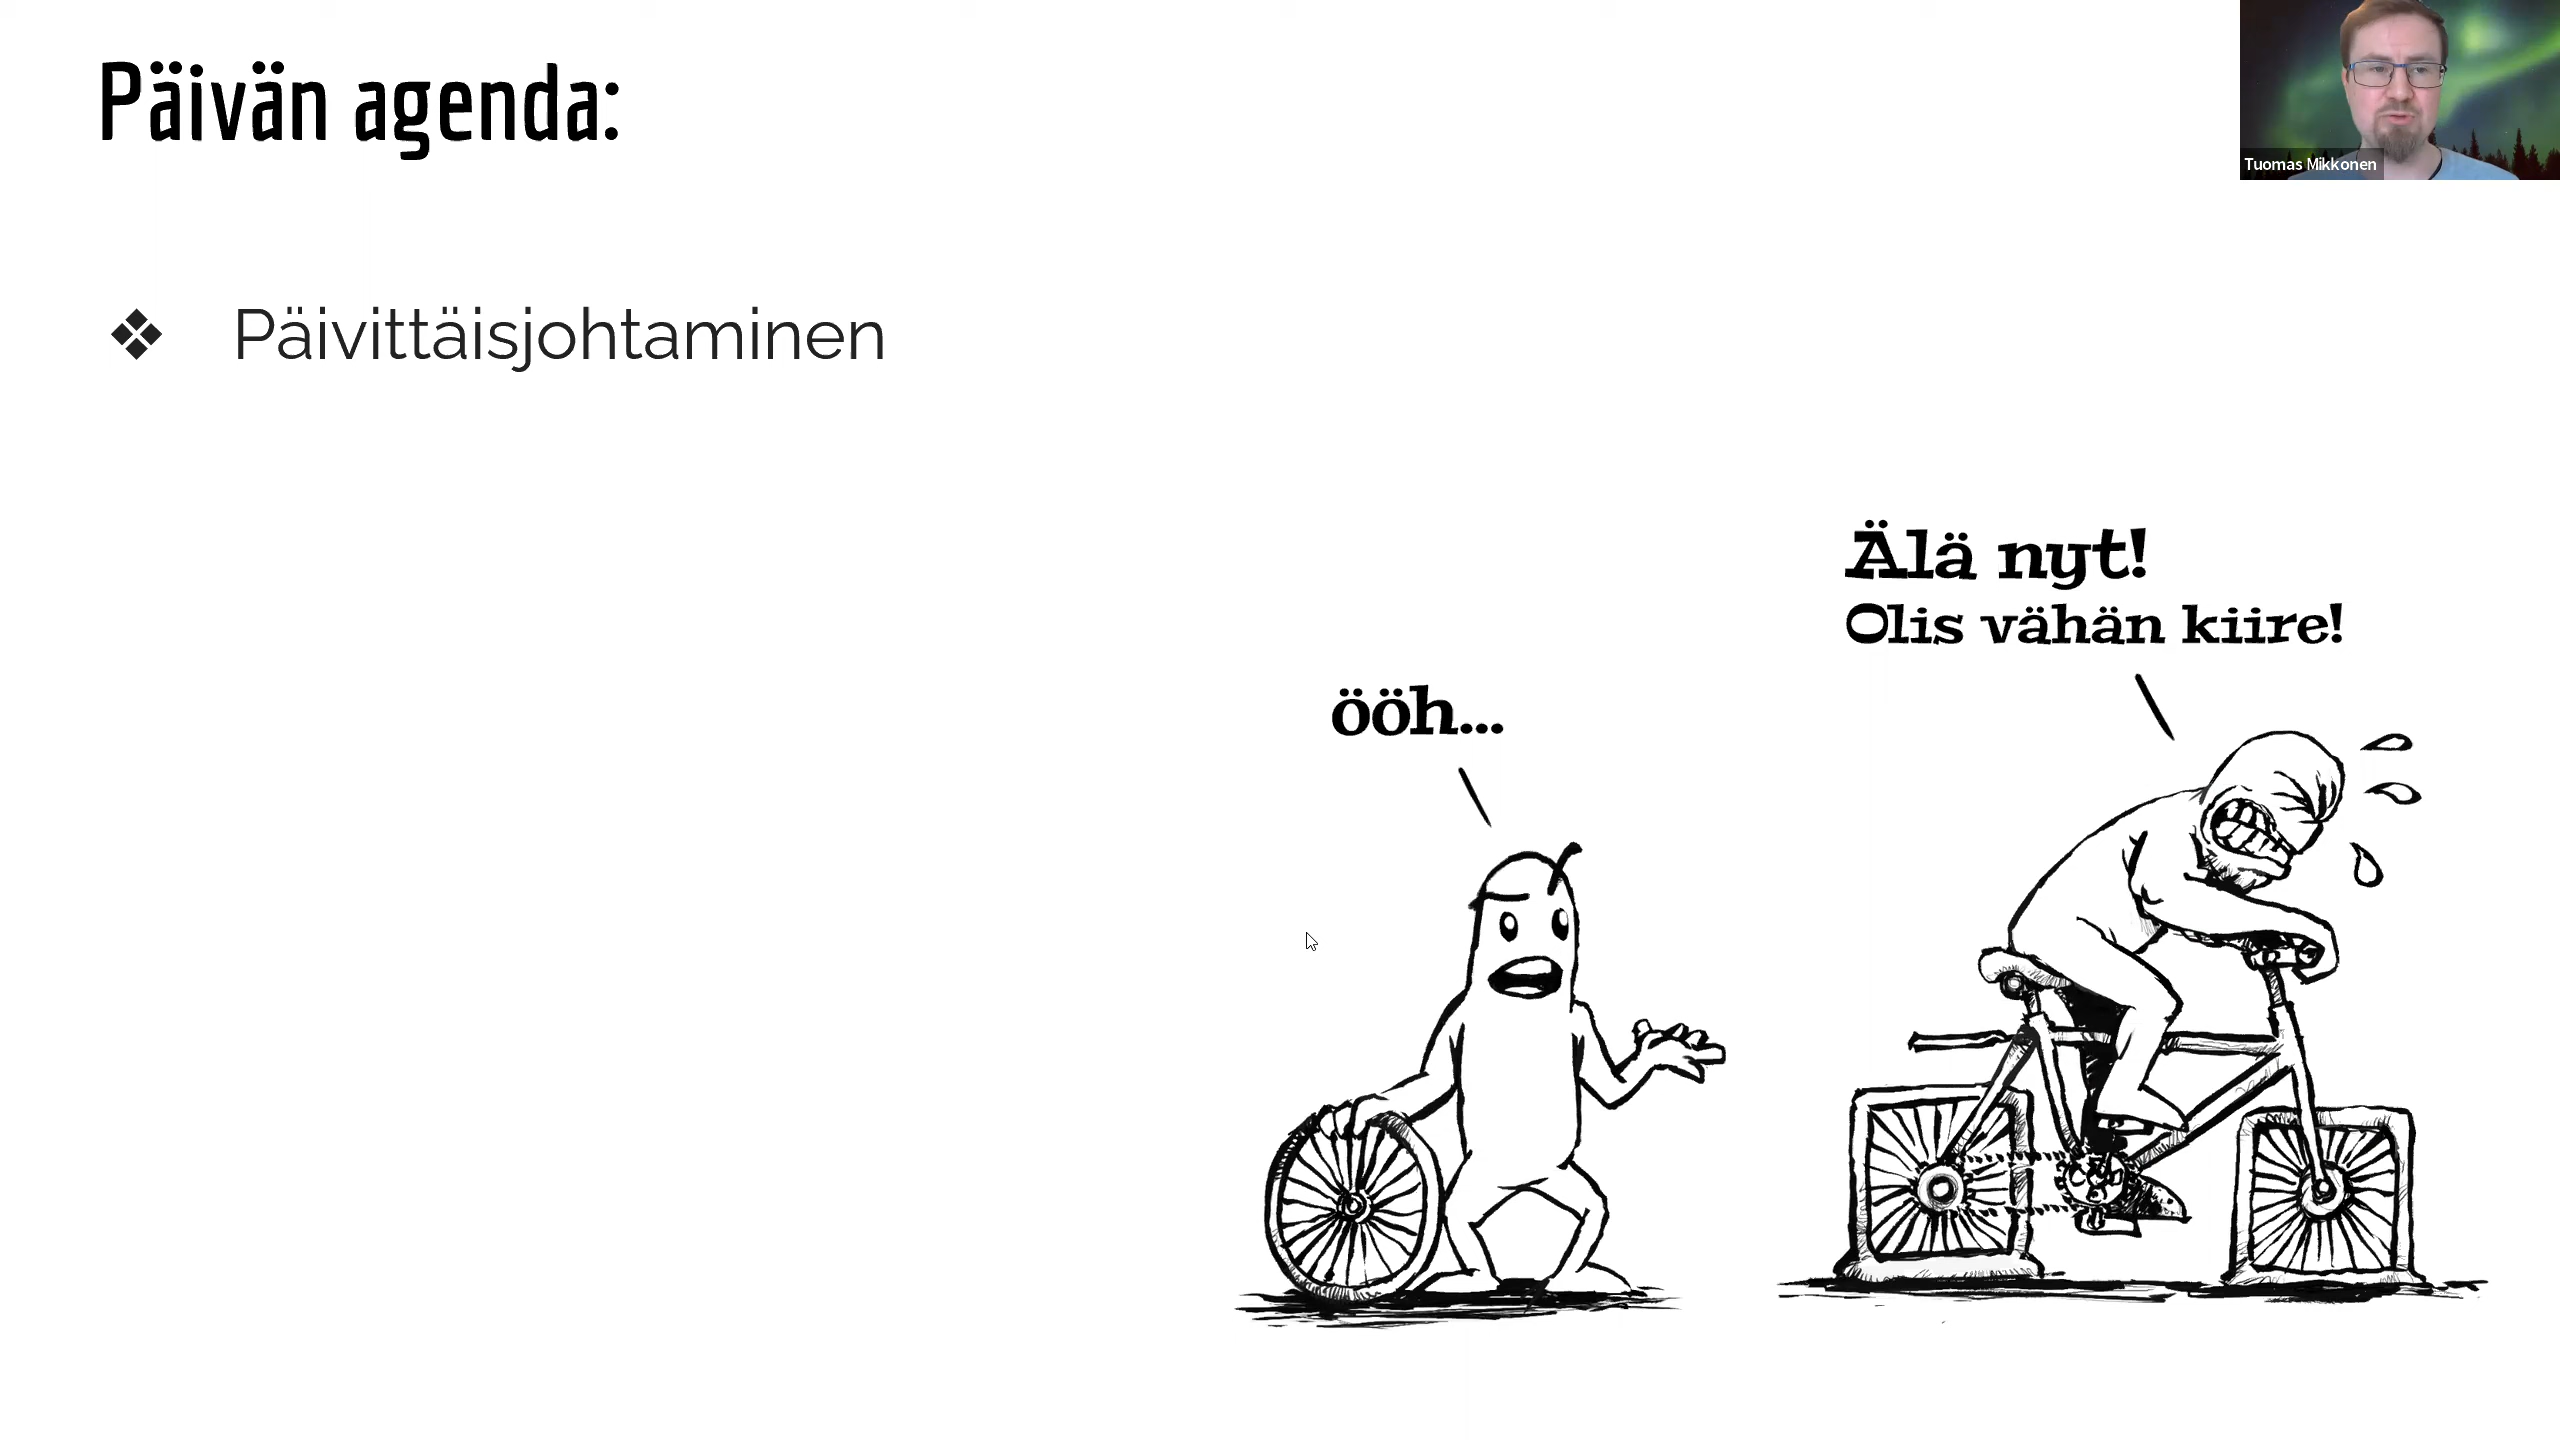 Päivän agenda:
Tuomas Mikkonen
❖ Päivittäisjohtaminen
Älä nyt!
Olis vähän kiire!
ööh...